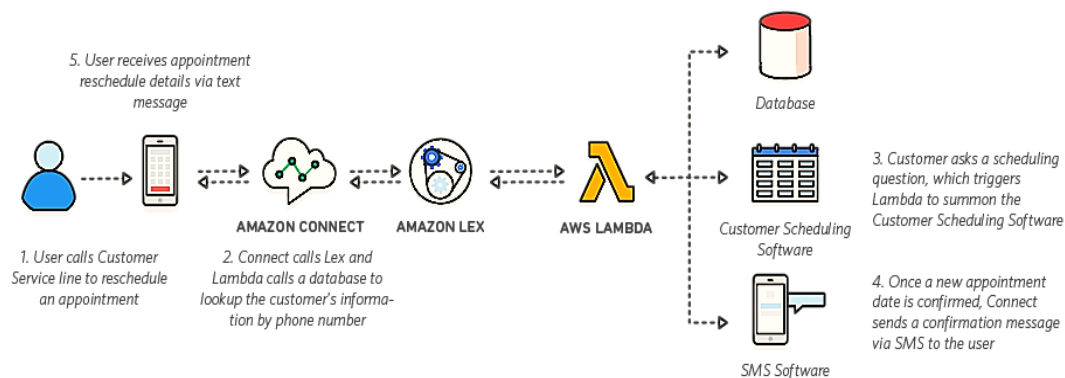 5. User receives appointment
reschedule details via text
message
Database
AMAZON CONNECT
AMAZON LEX
AWS LAMBDA
Customer Scheduling
Software
1. User calls Customer
Service line to reschedule
an appointment
2. Connect calls Lex and
Lambda calls a database to
lookup the customer's informa-
tion by phone number
3. Customer asks a scheduling
question, which triggers
Lambda to summon the
Customer Scheduling Software
4. Once a new appointment
date is confirmed, Connect
sends a confirmation message
via SMS to the user
SMS Software